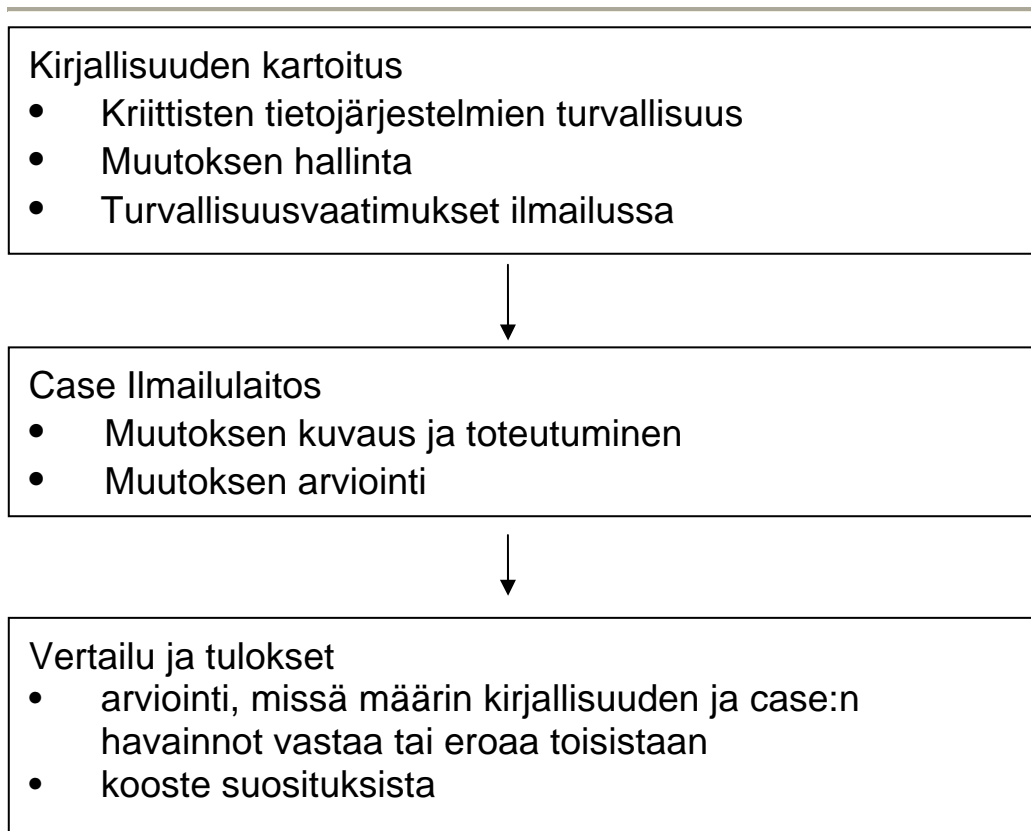 Kirjallisuuden kartoitus
• Kriittisten tietojärjestelmien turvallisuus
• Muutoksen hallinta
• Turvallisuusvaatimukset ilmailussa
Case Ilmailulaitos
• Muutoksen kuvaus ja toteutuminen
• Muutoksen arviointi
Vertailu ja tulokset
• arviointi, missä määrin kirjallisuuden ja case:n
havainnot vastaa tai eroaa toisistaan
• kooste suosituksista